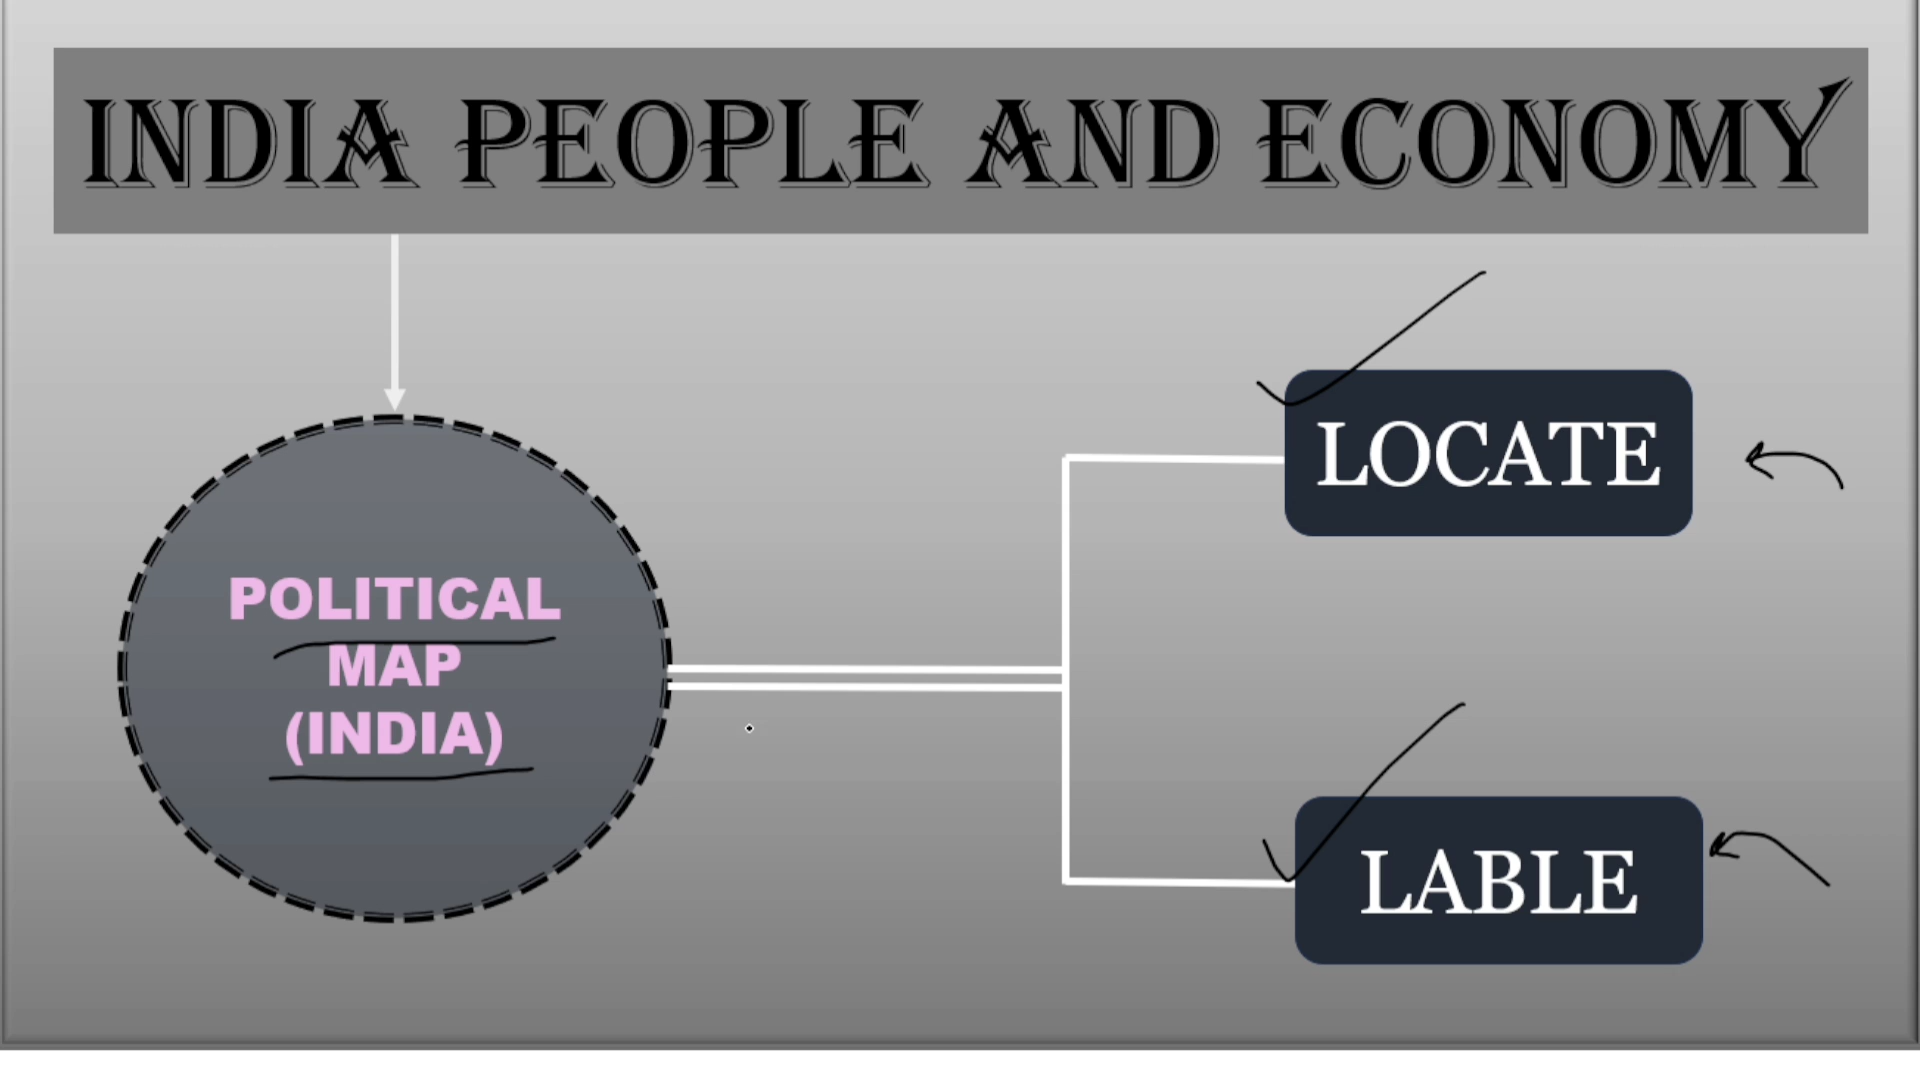 INDIA PEOPLE AND ECONOMY
LOCATE
POLITICAL
MAP
(INDIA)
LABLE